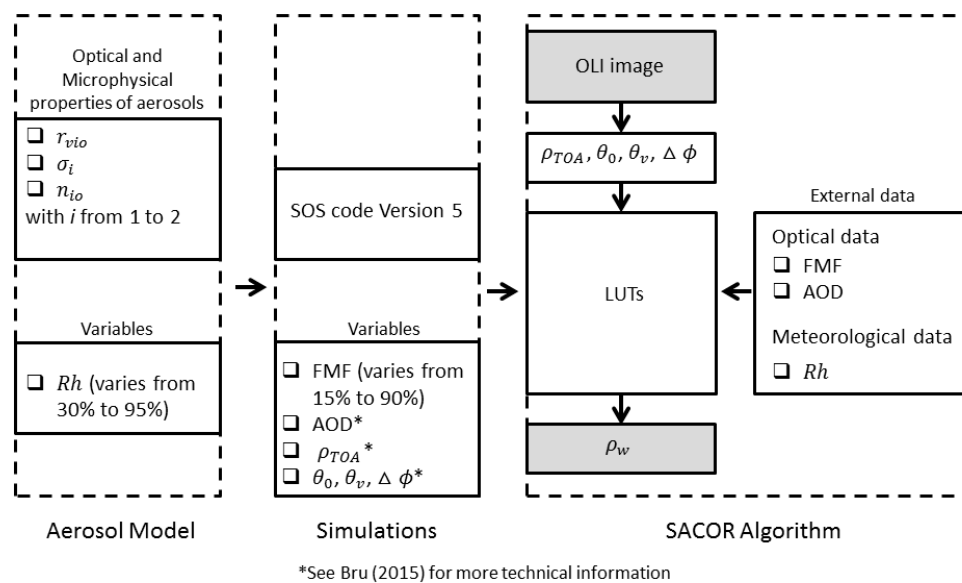 Optical and
Microphysical
properties of aerosols
❑ r_vio
❑ σ_i
❑ n_io
with i from 1 to 2
Variables
❑ Rh (varies from
30% to 95%)
Aerosol Model
SOS code Version 5
Variables
❑ FMF (varies from
15% to 90%)
❑ AOD*
❑ ρ_TOA*
❑ θ₀, θ_v, Δ ϕ*
Simulations
OLI image
ρ_TOA, θ₀, θ_v, Δ ϕ
LUTs
ρ_w
External data
Optical data
❑ FMF
❑ AOD
Meteorological data
❑ Rh
SACOR Algorithm
*See Bru (2015) for more technical information